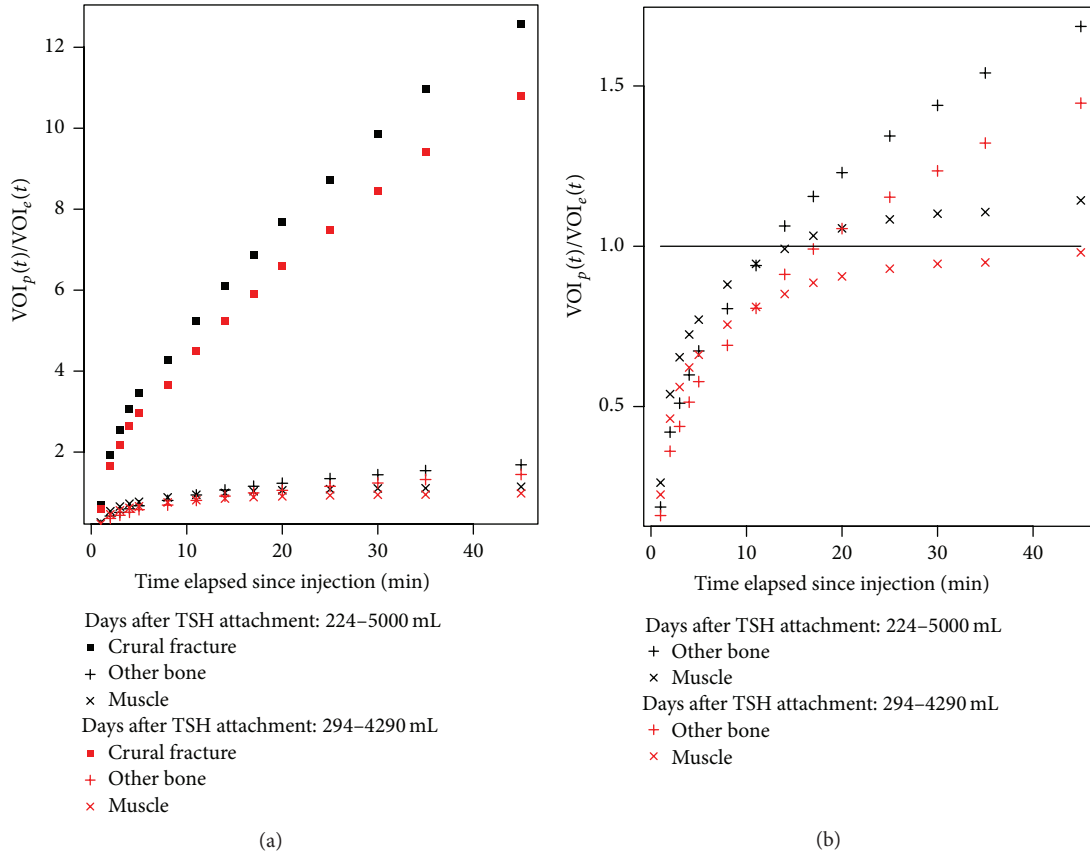 12
10
8
6
4
2
VOIp(t)/VOIe(t)
0
10
20
30
40
Time elapsed since injection (min)
Days after TSH attachment: 224–5000 mL
Crural fracture
Other bone
Muscle
Days after TSH attachment: 294–4290 mL
Crural fracture
Other bone
Muscle
(a)
1.5
1.0
0.5
VOIp(t)/VOIe(t)
0
10
20
30
40
Time elapsed since injection (min)
Days after TSH attachment: 224–5000 mL
Other bone
Muscle
Days after TSH attachment: 294–4290 mL
Other bone
Muscle
(b)